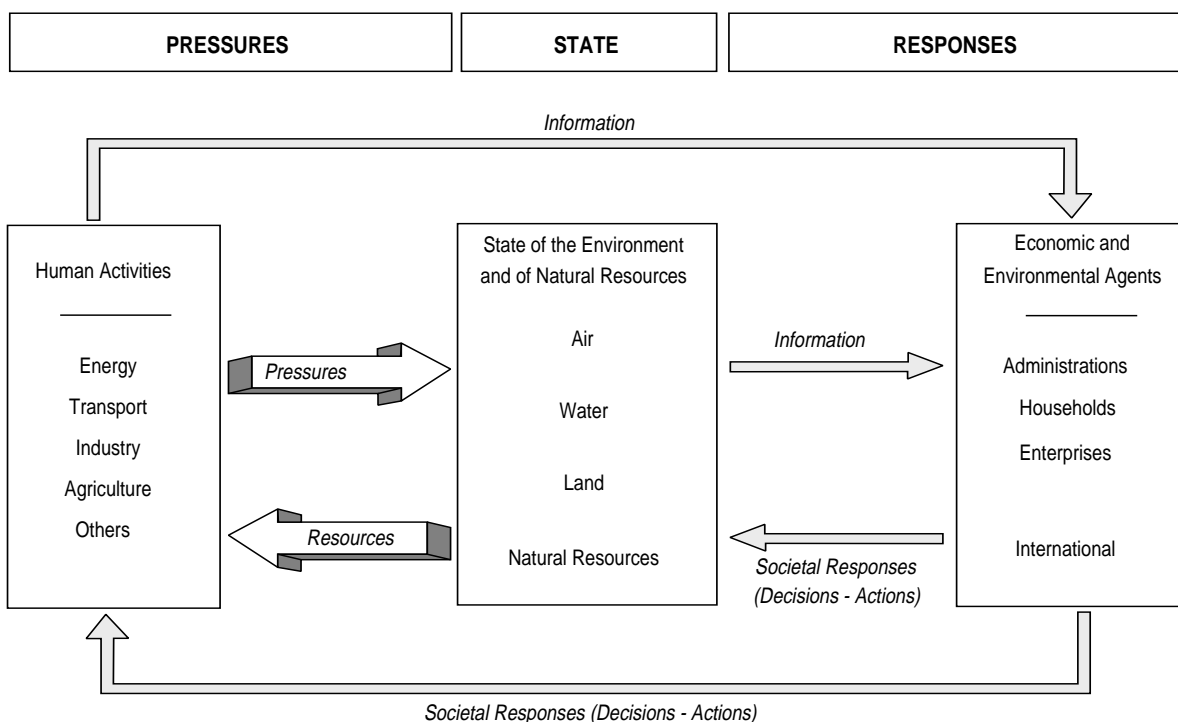 PRESSURES
STATE
RESPONSES
Information
Human Activities
Energy
Transport
Industry
Agriculture
Others
Pressures
Resources
State of the Environment
and of Natural Resources
Air
Water
Land
Natural Resources
Information
Societal Responses
(Decisions - Actions)
Economic and
Environmental Agents
Administrations
Households
Enterprises
International
Societal Responses (Decisions - Actions)